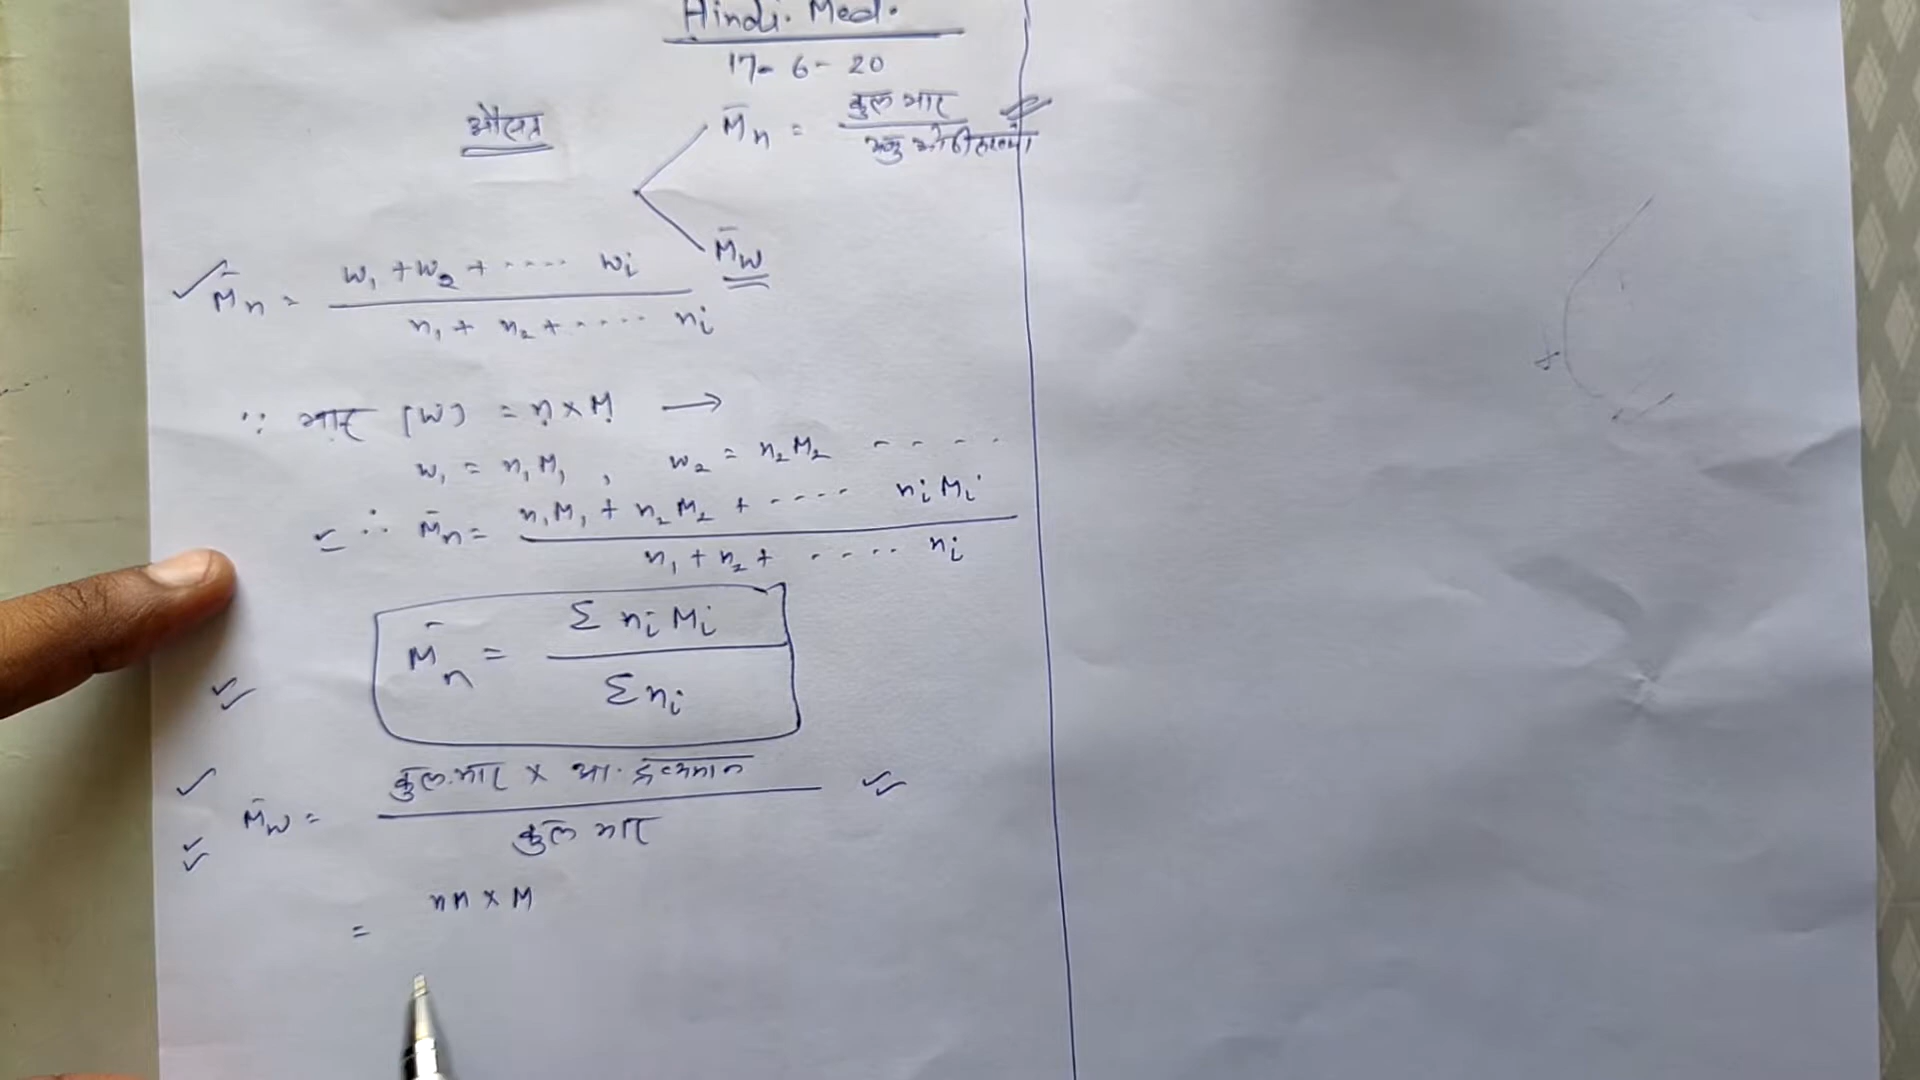 Hindi. Med.
17-6-20
औसत
M̄n = कुल भार / अणुओं की संख्या
M̄w
M̄n = w₁ + w₂ + ---- wi / n₁ + n₂ + ---- ni
∵ भार (W) = n × M →
w₁ = n₁M₁ , w₂ = n₂M₂ - - - -
∴ M̄n = n₁M₁ + n₂M₂ + ---- niMi / n₁ + n₂ + ---- ni
M̄n = Σ niMi / Σ ni
M̄w = कुल भार × आ. द्रव्यमान / कुल भार
= nM × M